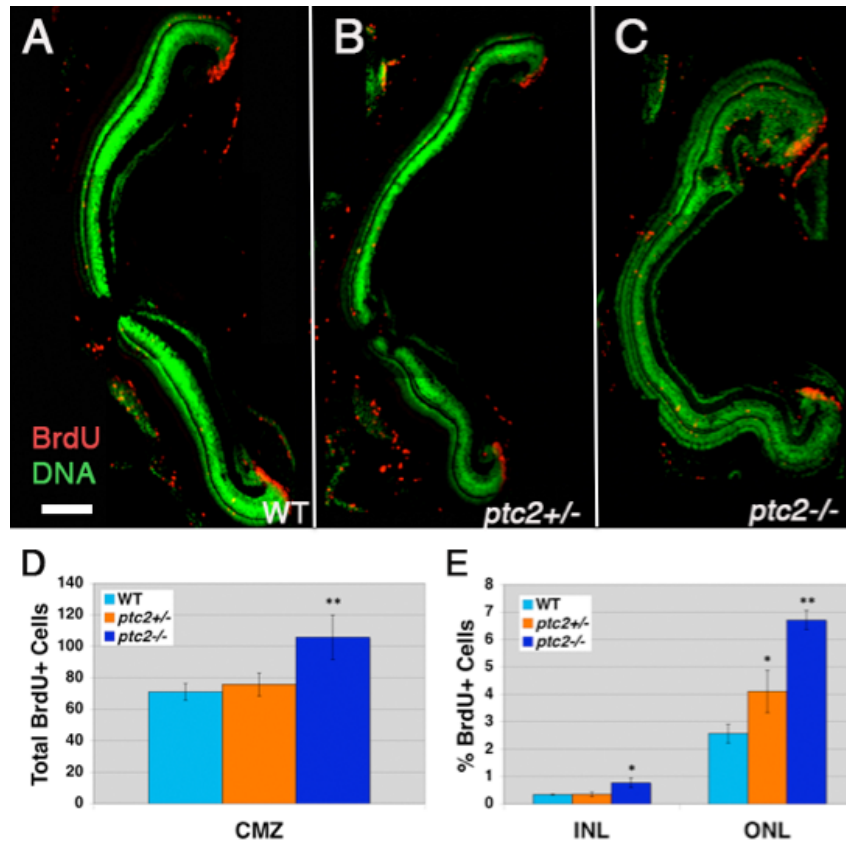 A
B
C
BrdU
DNA
WT
ptc2+/-
ptc2-/-
D
E
Total BrdU+ Cells
140
120
100
80
60
40
20
0
WT
ptc2+/-
ptc2-/-
**
CMZ
% BrdU+ Cells
8
7
6
5
4
3
2
1
0
WT
ptc2+/-
ptc2-/-
*
*
**
INL
ONL